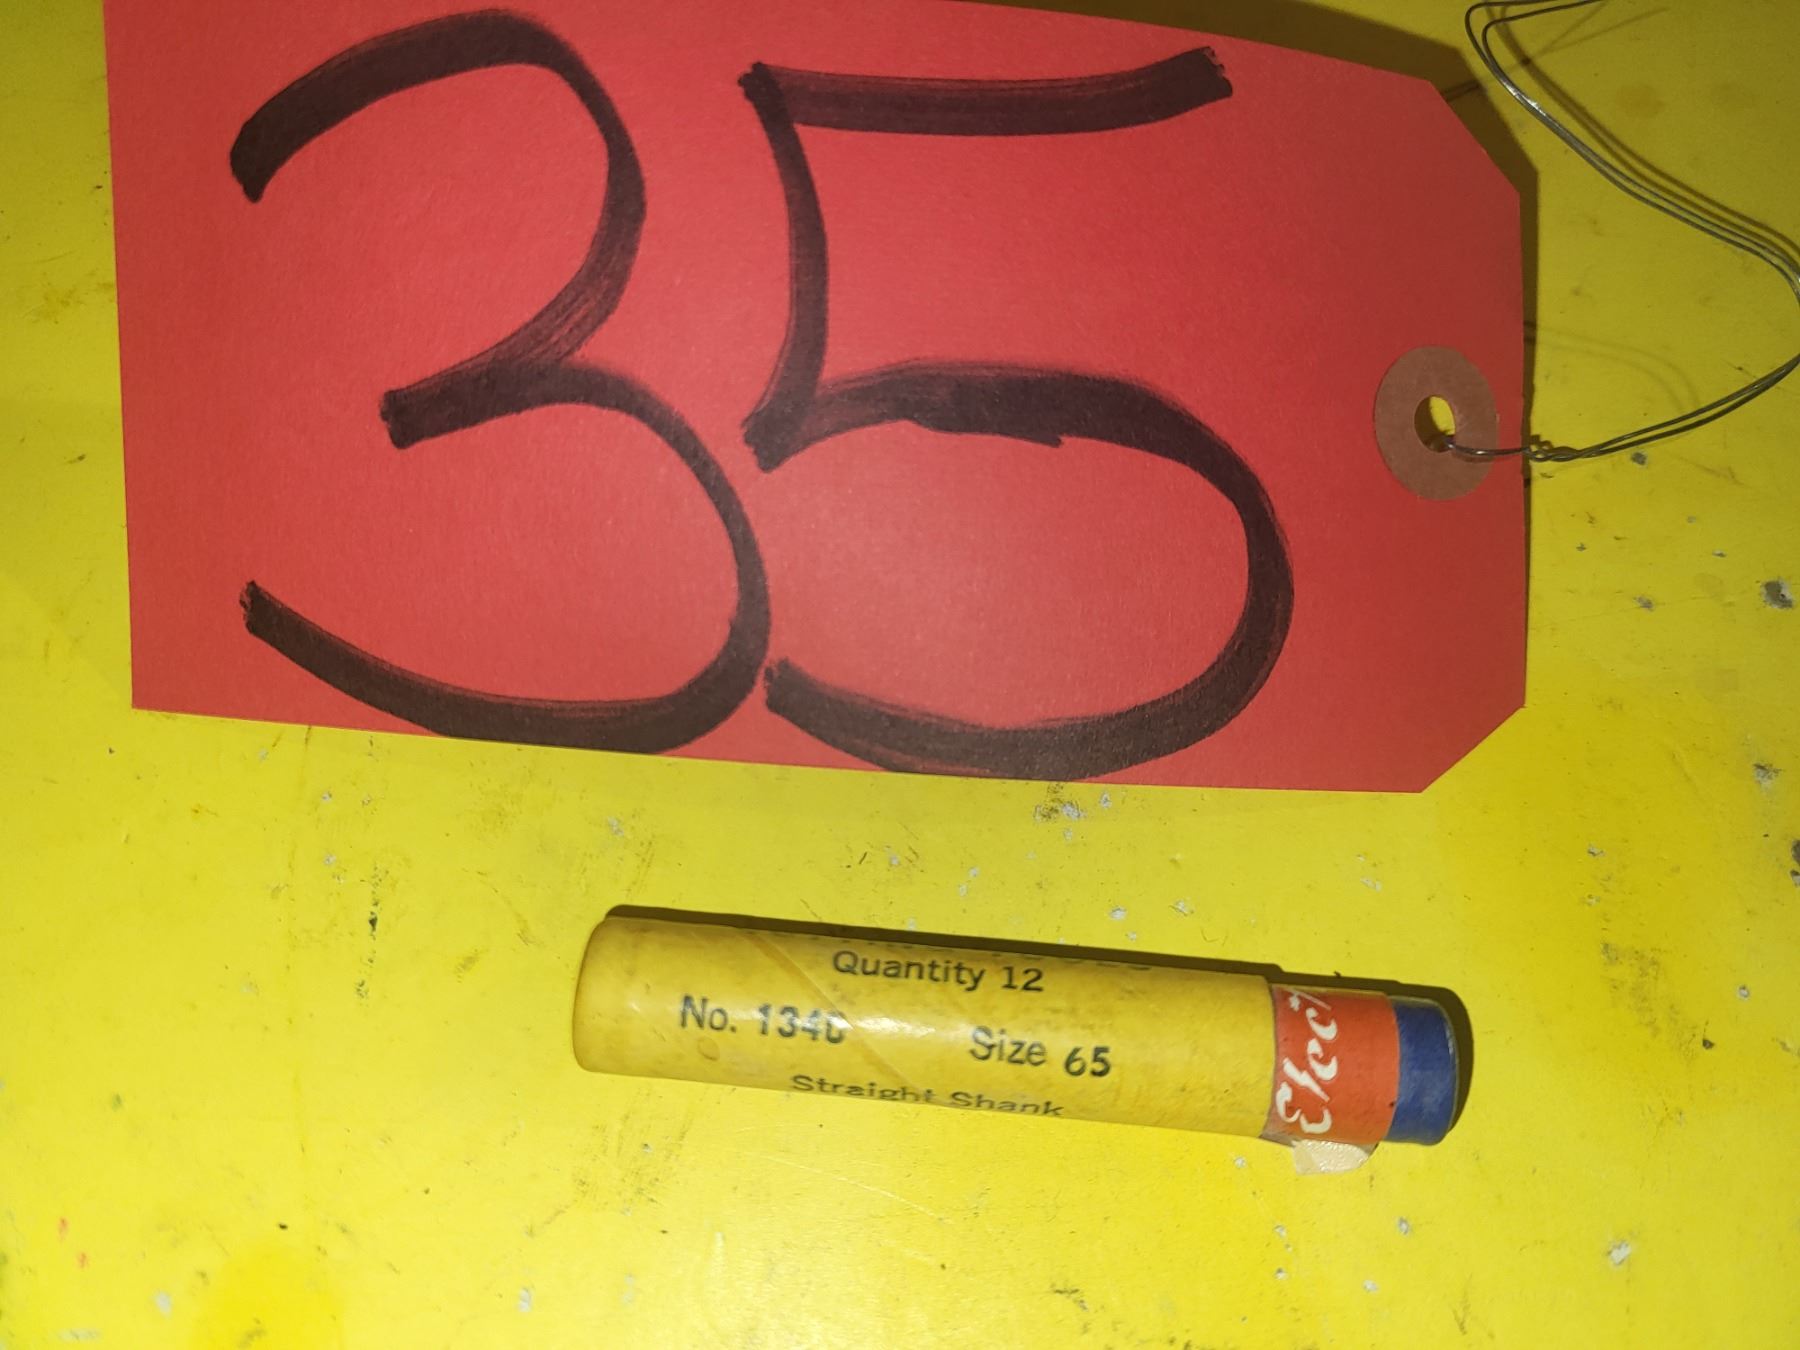 35
Quantity 12
No. 1340 Size 65
Straight Shank